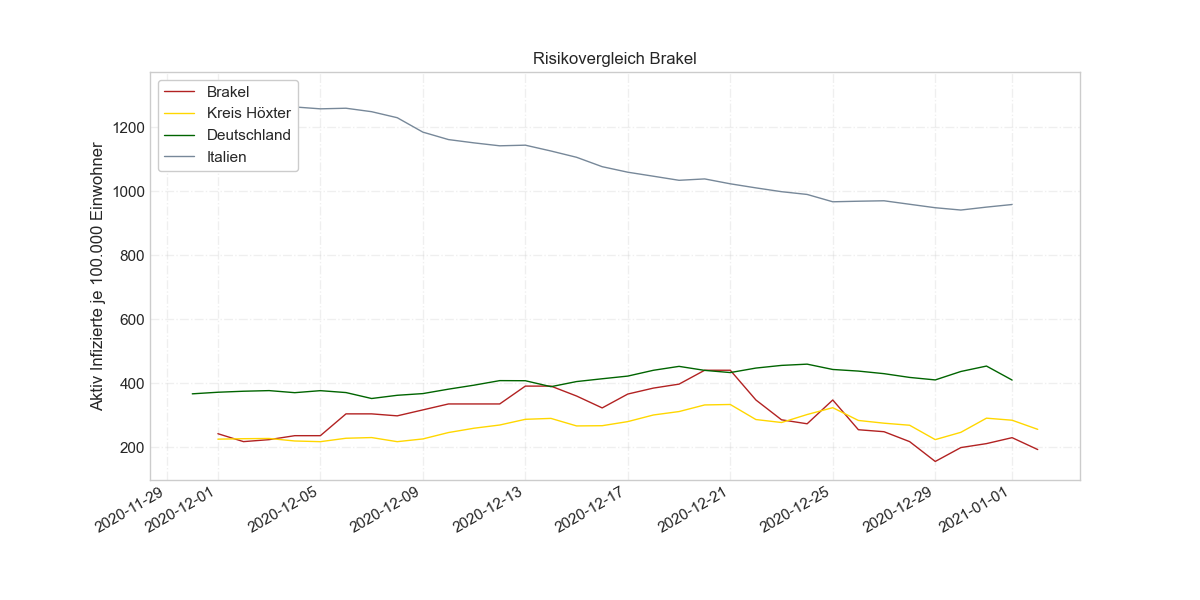 Risikovergleich Brakel
Brakel
Kreis Höxter
Deutschland
Italien
Aktiv Infizierte je 100.000 Einwohner
1200
1000
800
600
400
200
2020-11-29
2020-12-01
2020-12-05
2020-12-09
2020-12-13
2020-12-17
2020-12-21
2020-12-25
2020-12-29
2021-01-01